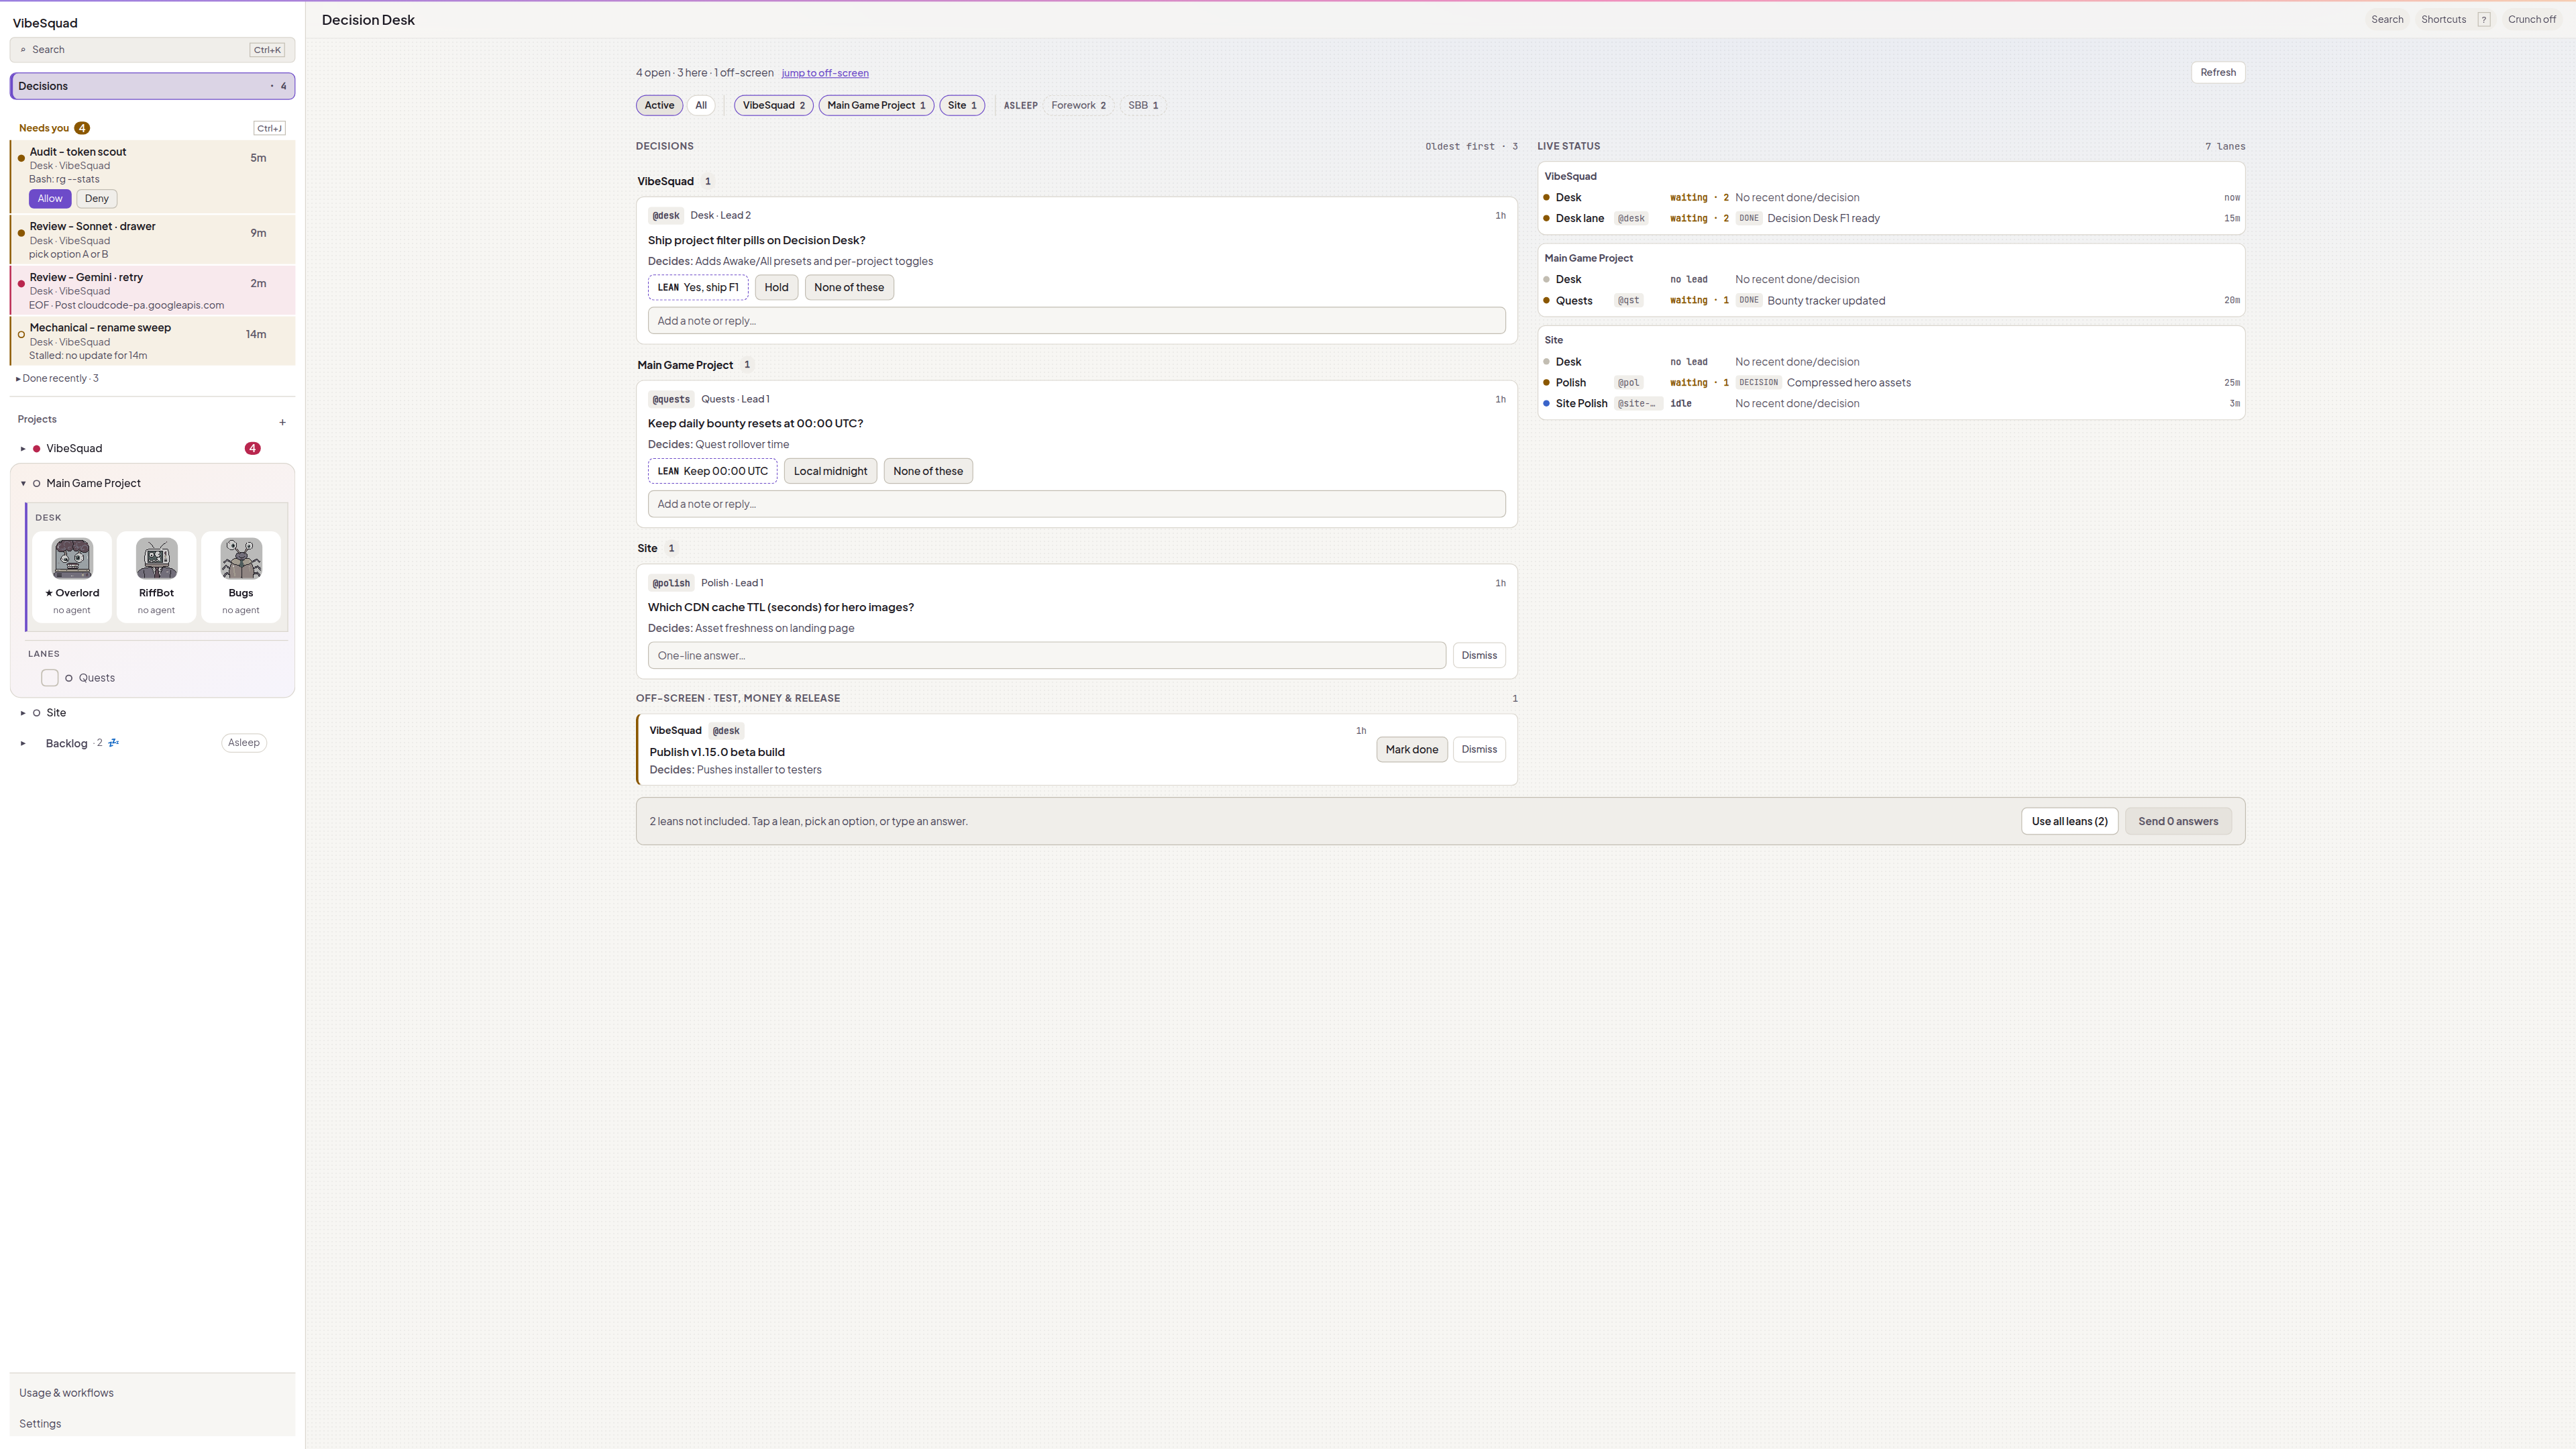 VibeSquad
Search Ctrl+K
Decisions · 4
Needs you 4 Ctrl+J
Audit – token scout 5m
Desk · VibeSquad
Bash: rg --stats
Allow Deny
Review – Sonnet · drawer 9m
Desk · VibeSquad
pick option A or B
Review – Gemini · retry 2m
Desk · VibeSquad
EOF · Post cloudcode-pa.googleapis.com
Mechanical – rename sweep 14m
Desk · VibeSquad
Stalled: no update for 14m
▸ Done recently · 3
Projects +
▸ VibeSquad 4
▾ Main Game Project
DESK
★ Overlord RiffBot Bugs
no agent no agent no agent
LANES
Quests
▸ Site
▸ Backlog · 2 💤 Asleep
Usage & workflows
Settings
Decision Desk Search Shortcuts ? Crunch off
4 open · 3 here · 1 off-screen jump to off-screen Refresh
Active All VibeSquad 2 Main Game Project 1 Site 1 ASLEEP Forework 2 SBB 1
DECISIONS Oldest first · 3
VibeSquad 1
@desk Desk · Lead 2 1h
Ship project filter pills on Decision Desk?
Decides: Adds Awake/All presets and per-project toggles
LEAN Yes, ship F1 Hold None of these
Add a note or reply…
Main Game Project 1
@quests Quests · Lead 1 1h
Keep daily bounty resets at 00:00 UTC?
Decides: Quest rollover time
LEAN Keep 00:00 UTC Local midnight None of these
Add a note or reply…
Site 1
@polish Polish · Lead 1 1h
Which CDN cache TTL (seconds) for hero images?
Decides: Asset freshness on landing page
One-line answer… Dismiss
OFF-SCREEN · TEST, MONEY & RELEASE 1
VibeSquad @desk 1h
Publish v1.15.0 beta build
Decides: Pushes installer to testers
Mark done Dismiss
LIVE STATUS 7 lanes
VibeSquad
Desk waiting · 2 No recent done/decision now
Desk lane @desk waiting · 2 DONE Decision Desk F1 ready 15m
Main Game Project
Desk no lead No recent done/decision
Quests @qst waiting · 1 DONE Bounty tracker updated 20m
Site
Desk no lead No recent done/decision
Polish @pol waiting · 1 DECISION Compressed hero assets 25m
Site Polish @site-… idle No recent done/decision 3m
2 leans not included. Tap a lean, pick an option, or type an answer. Use all leans (2) Send 0 answers